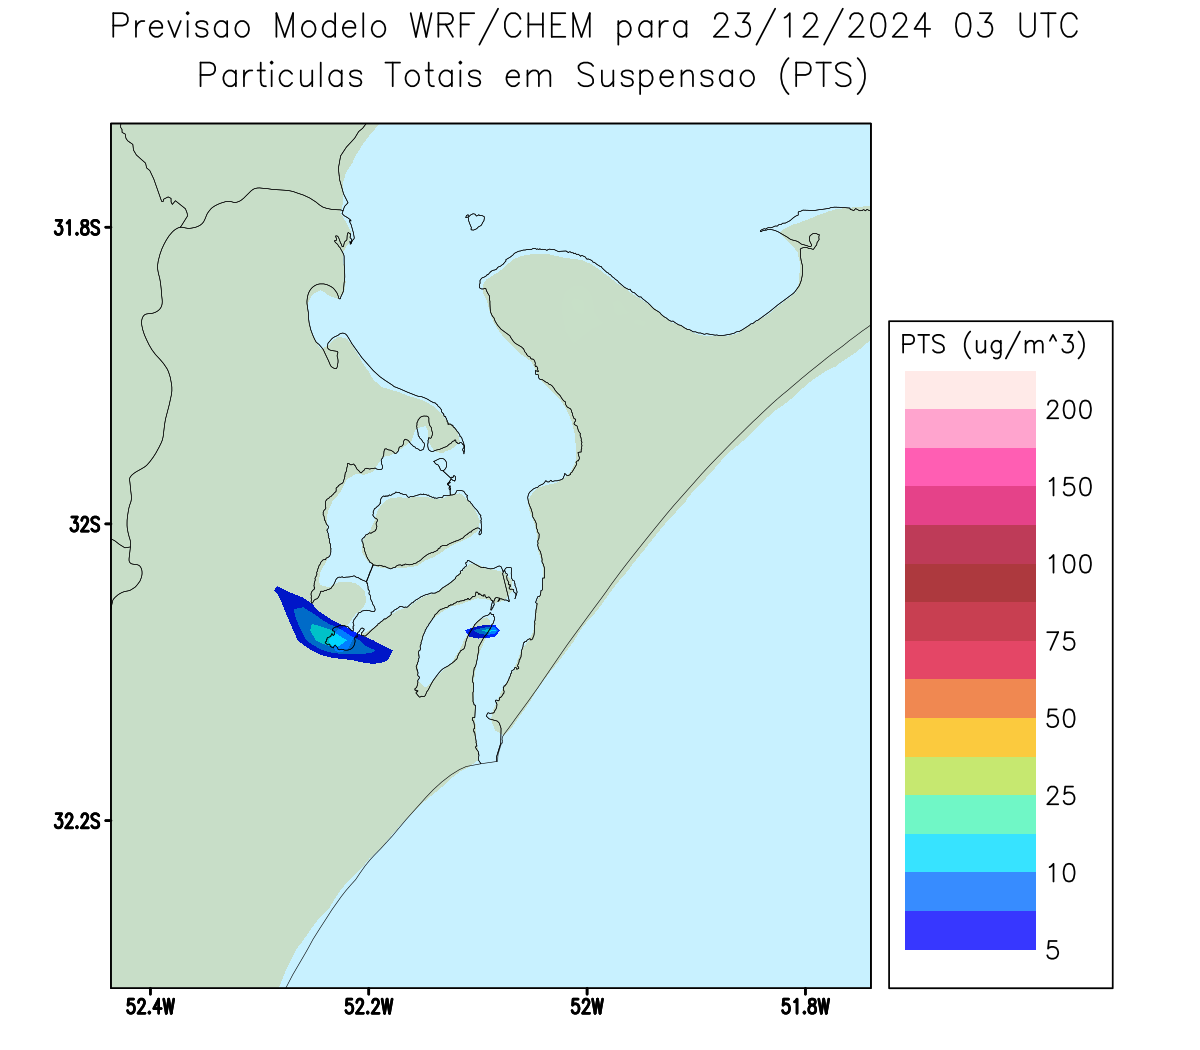 Previsao Modelo WRF/CHEM para 23/12/2024 03 UTC
Particulas Totais em Suspensao (PTS)
31.8S
32S
32.2S
52.4W
52.2W
52W
51.8W
PTS (ug/m^3)
200
150
100
75
50
25
10
5